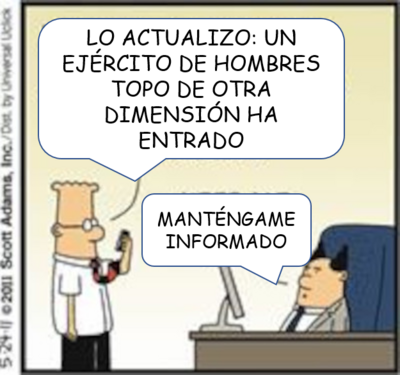 LO ACTUALIZO: UN
EJÉRCITO DE HOMBRES
TOPO DE OTRA
DIMENSIÓN HA
ENTRADO
MANTÉNGAME
INFORMADO
5-24-11 ©2011 Scott Adams, Inc./Dist. by Universal Uclick